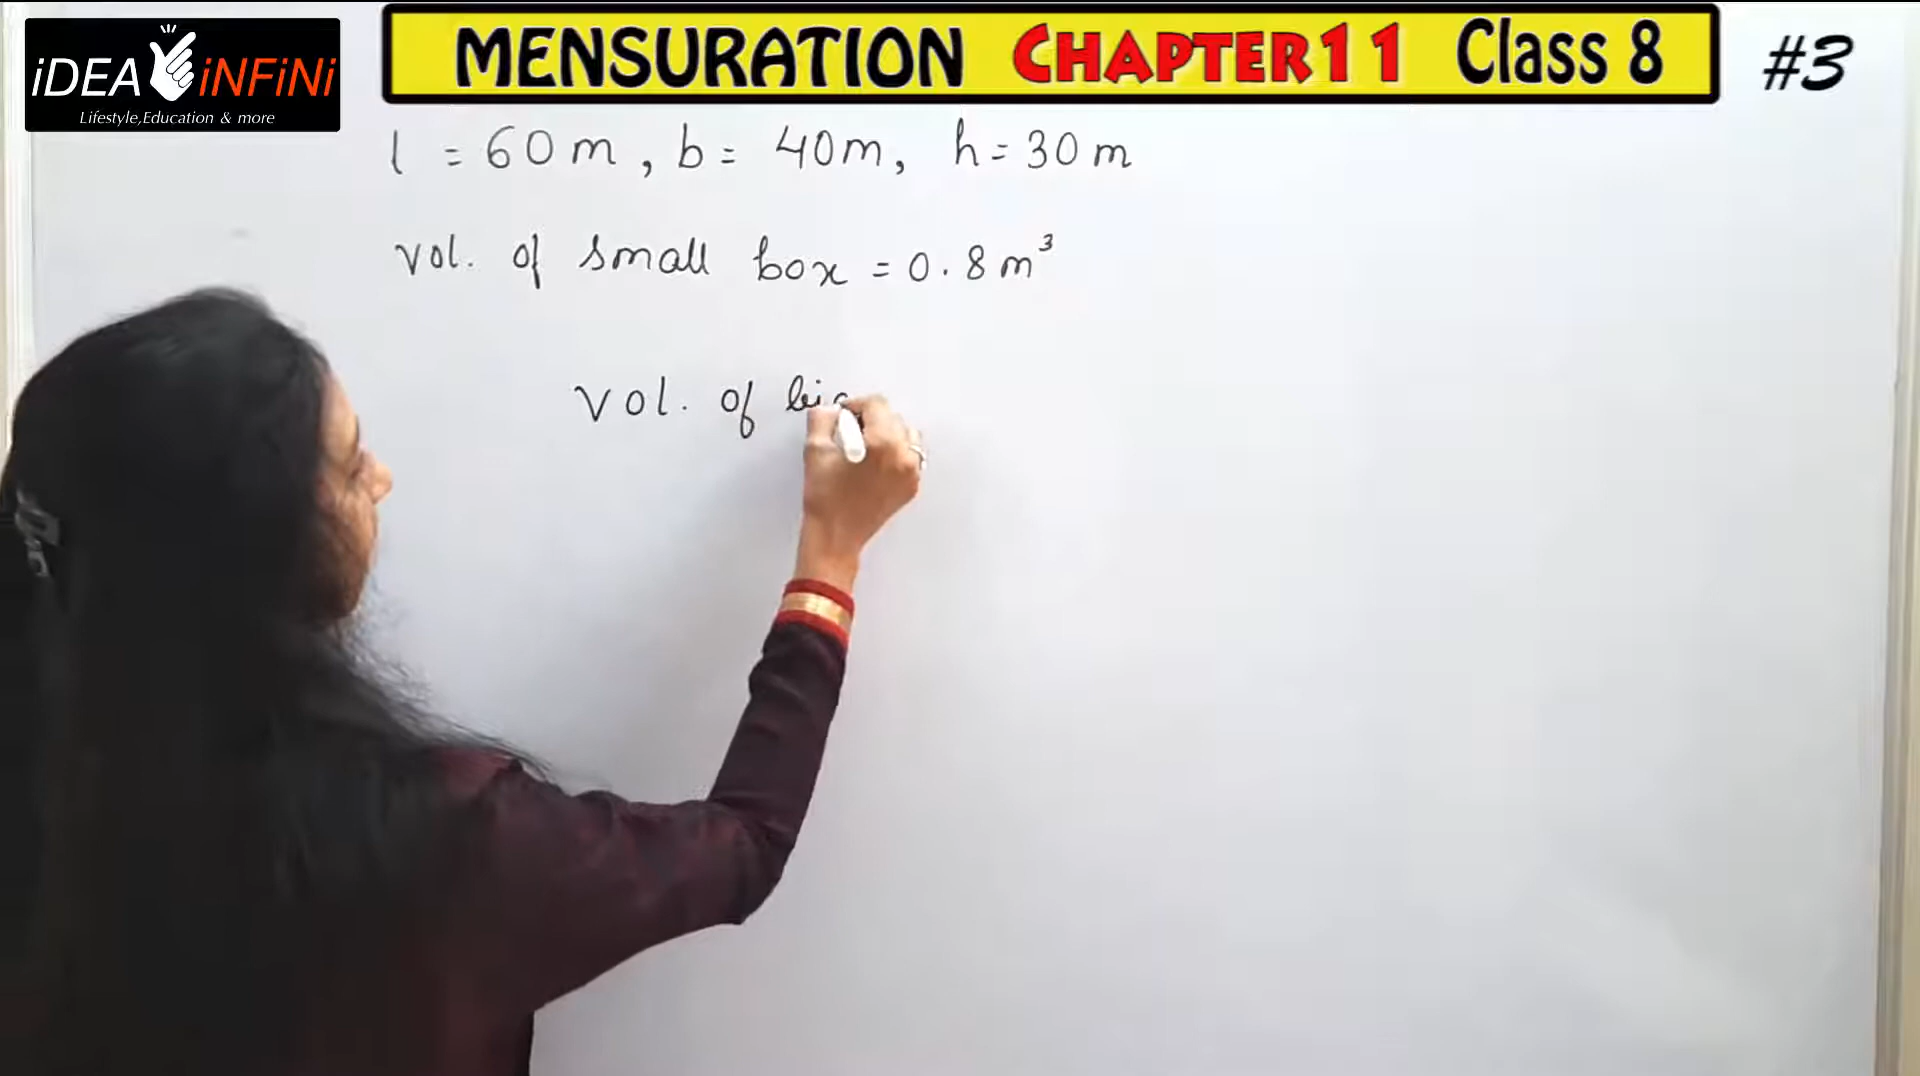 iDEA iNFiNi
Lifestyle,Education & more
MENSURATION CHAPTER11 Class 8 #3
l = 60 m , b = 40m, h = 30 m
Vol. of small box = 0.8 m³
Vol. of